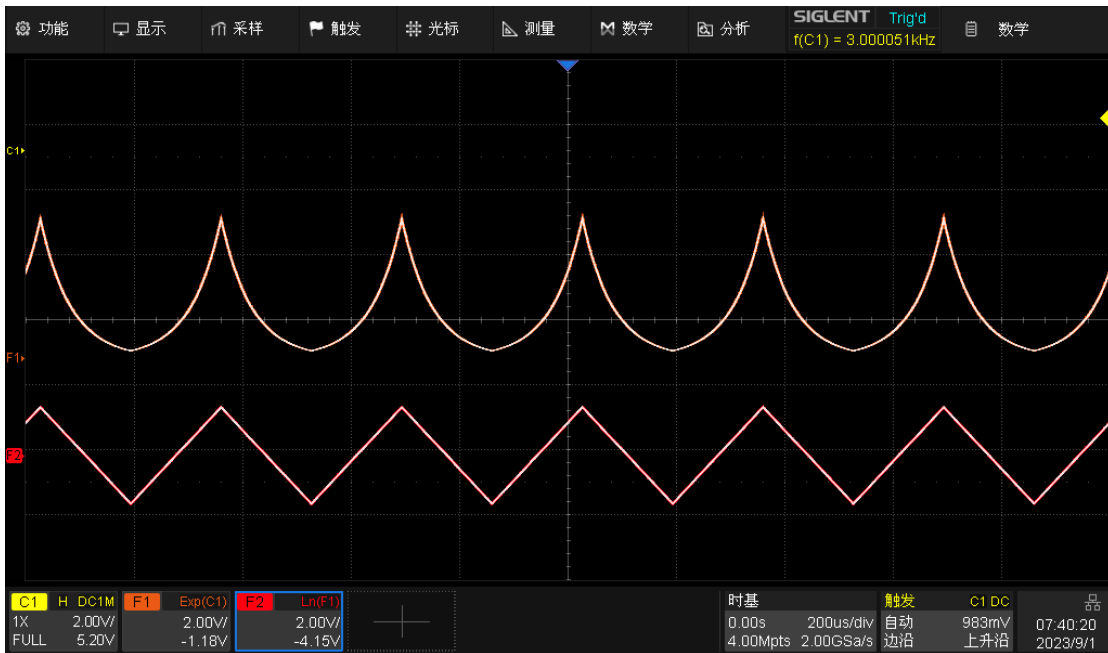 功能 显示 采样 触发 光标 测量 数学 分析 SIGLENT Trig'd 数学
f(C1) = 3.000051kHz
C1
F1
F2
C1 H DC1M F1 Exp(C1) F2 Ln(F1) 时基 触发 C1 DC
1X 2.00V/ 2.00V/ 2.00V/ 0.00s 200us/div 自动 983mV 07:40:20
FULL 5.20V -1.18V -4.15V 4.00Mpts 2.00GSa/s 边沿 上升沿 2023/9/1